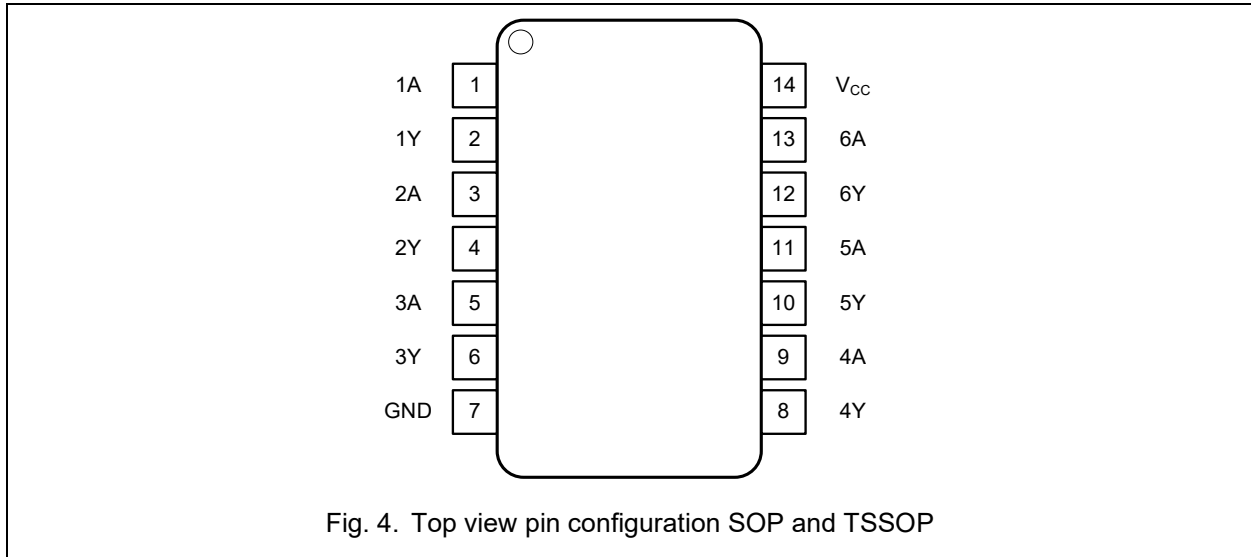 1A 1 14 VCC
1Y 2 13 6A
2A 3 12 6Y
2Y 4 11 5A
3A 5 10 5Y
3Y 6 9 4A
GND 7 8 4Y
Fig. 4. Top view pin configuration SOP and TSSOP